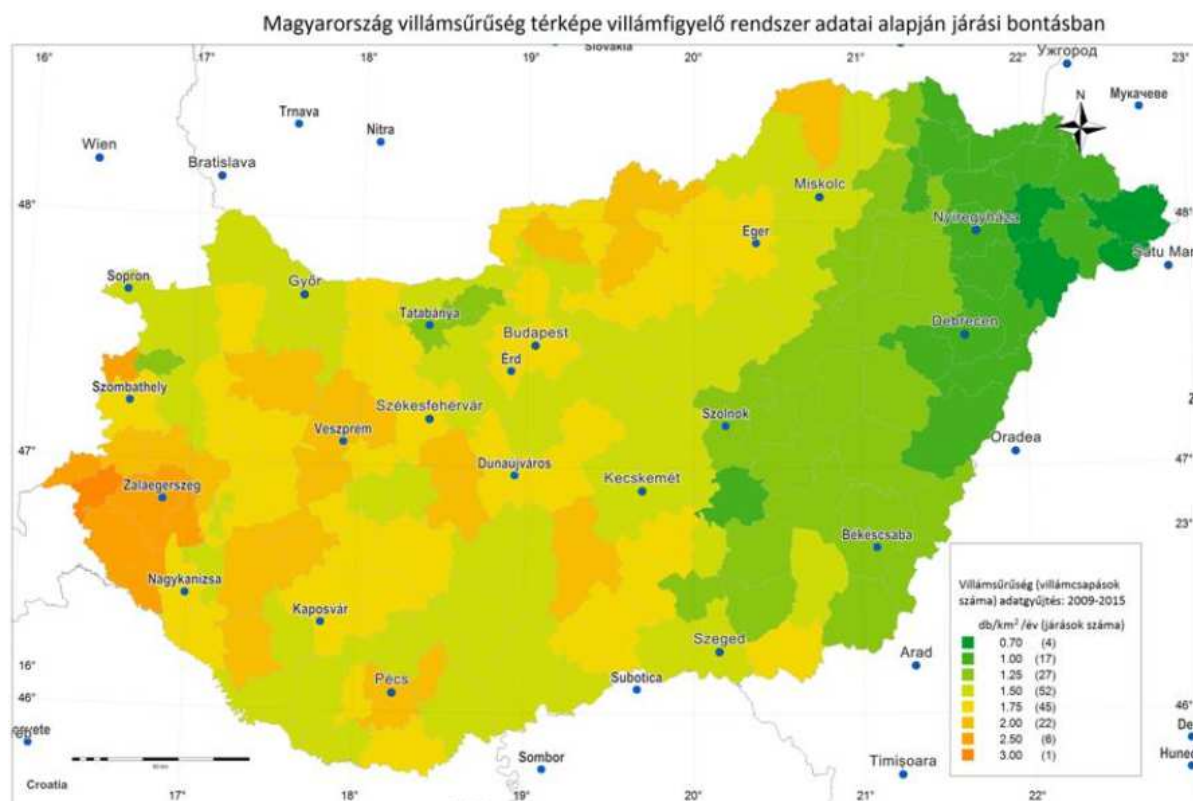 Magyarország villámsűrűség térképe villámfigyelő rendszer adatai alapján járási bontásban
16° 17° 18° 19° Slovakia 20° 21° 22° 23°
Ужгород
Мукачеве
N
Trnava
Nitra
Wien
Bratislava
Miskolc
48° 48°
Nyíregyháza
Eger
Satu Mar
Sopron
Győr
Tatabánya
Debrecen
Budapest
Érd
Szombathely
Székesfehérvár
Szolnok
Veszprém
Oradea
47° 47°
Dunaújváros
Zalaegerszeg
Kecskemét
23°
Békéscsaba
Nagykanizsa
Kaposvár
Szeged
Arad
16°
Pécs
Subotica
46° 46°
Sombor
Timișoara
Croatia
17° 18° 19° 20° 21° 22°
Villámsűrűség (villámcsapások
száma) adatgyűjtés: 2009-2015
db/km² /év (járások száma)
0.70 (4)
1.00 (17)
1.25 (27)
1.50 (52)
1.75 (45)
2.00 (22)
2.50 (6)
3.00 (1)